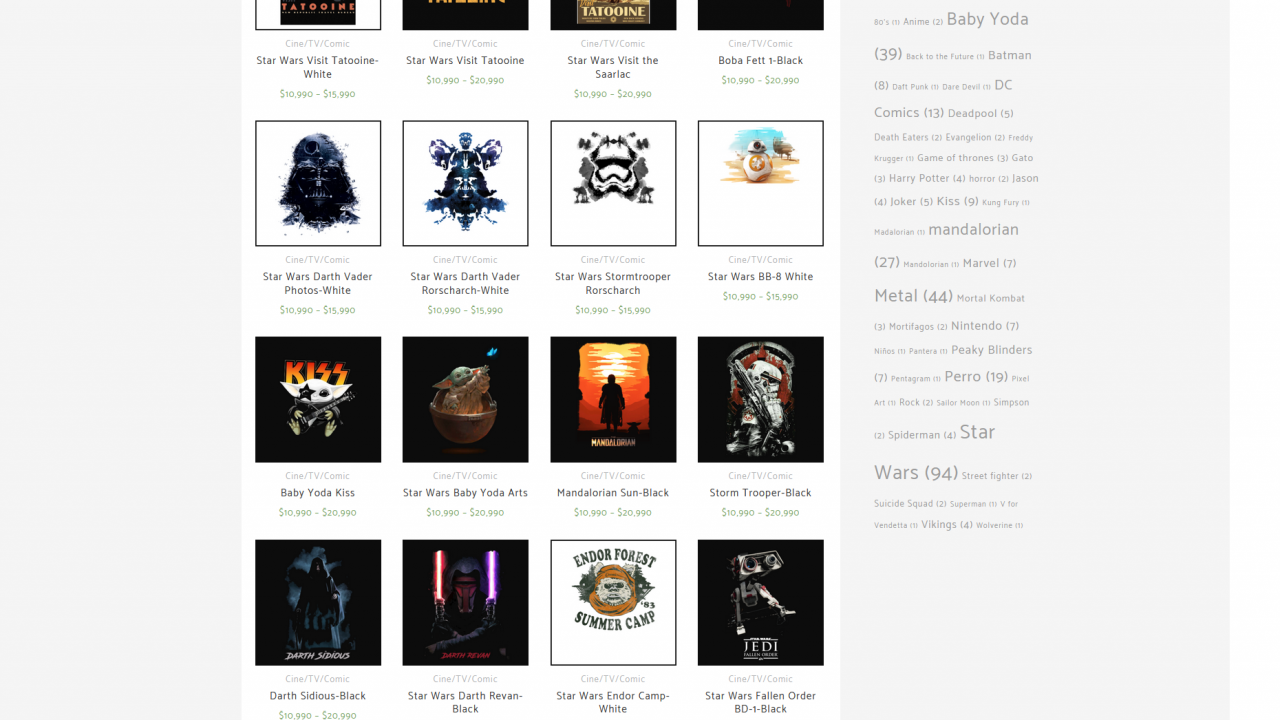 TATOOINE
TATOOINE
TATOOINE
Cine/TV/Comic
Star Wars Visit Tatooine-
White
$10,990 – $15,990
Cine/TV/Comic
Star Wars Visit Tatooine
$10,990 – $20,990
Cine/TV/Comic
Star Wars Visit the
Saarlac
$10,990 – $20,990
Cine/TV/Comic
Boba Fett 1-Black
$10,990 – $20,990
Cine/TV/Comic
Star Wars Darth Vader
Photos-White
$10,990 – $15,990
Cine/TV/Comic
Star Wars Darth Vader
Rorscharch-White
$10,990 – $15,990
Cine/TV/Comic
Star Wars Stormtrooper
Rorscharch
$10,990 – $15,990
Cine/TV/Comic
Star Wars BB-8 White
$10,990 – $15,990
KISS
MANDALORIAN
Cine/TV/Comic
Baby Yoda Kiss
$10,990 – $20,990
Cine/TV/Comic
Star Wars Baby Yoda Arts
$10,990 – $20,990
Cine/TV/Comic
Mandalorian Sun-Black
$10,990 – $20,990
Cine/TV/Comic
Storm Trooper-Black
$10,990 – $20,990
DARTH SIDIOUS
DARTH REVAN
ENDOR FOREST
'83
SUMMER CAMP
STAR WARS
JEDI
FALLEN ORDER
Cine/TV/Comic
Darth Sidious-Black
$10,990 – $20,990
Cine/TV/Comic
Star Wars Darth Revan-
Black
Cine/TV/Comic
Star Wars Endor Camp-
White
Cine/TV/Comic
Star Wars Fallen Order
BD-1-Black
80's (1) Anime (2) Baby Yoda
(39) Back to the Future (1) Batman
(8) Daft Punk (1) Dare Devil (1) DC
Comics (13) Deadpool (5)
Death Eaters (2) Evangelion (2) Freddy
Krugger (1) Game of thrones (3) Gato
(3) Harry Potter (4) horror (2) Jason
(4) Joker (5) Kiss (9) Kung Fury (1)
Madalorian (1) mandalorian
(27) Mandolorian (1) Marvel (7)
Metal (44) Mortal Kombat
(3) Mortifagos (2) Nintendo (7)
Niños (1) Pantera (1) Peaky Blinders
(7) Pentagram (1) Perro (19) Pixel
Art (1) Rock (2) Sailor Moon (1) Simpson
(2) Spiderman (4) Star
Wars (94) Street fighter (2)
Suicide Squad (2) Superman (1) V for
Vendetta (1) Vikings (4) Wolverine (1)